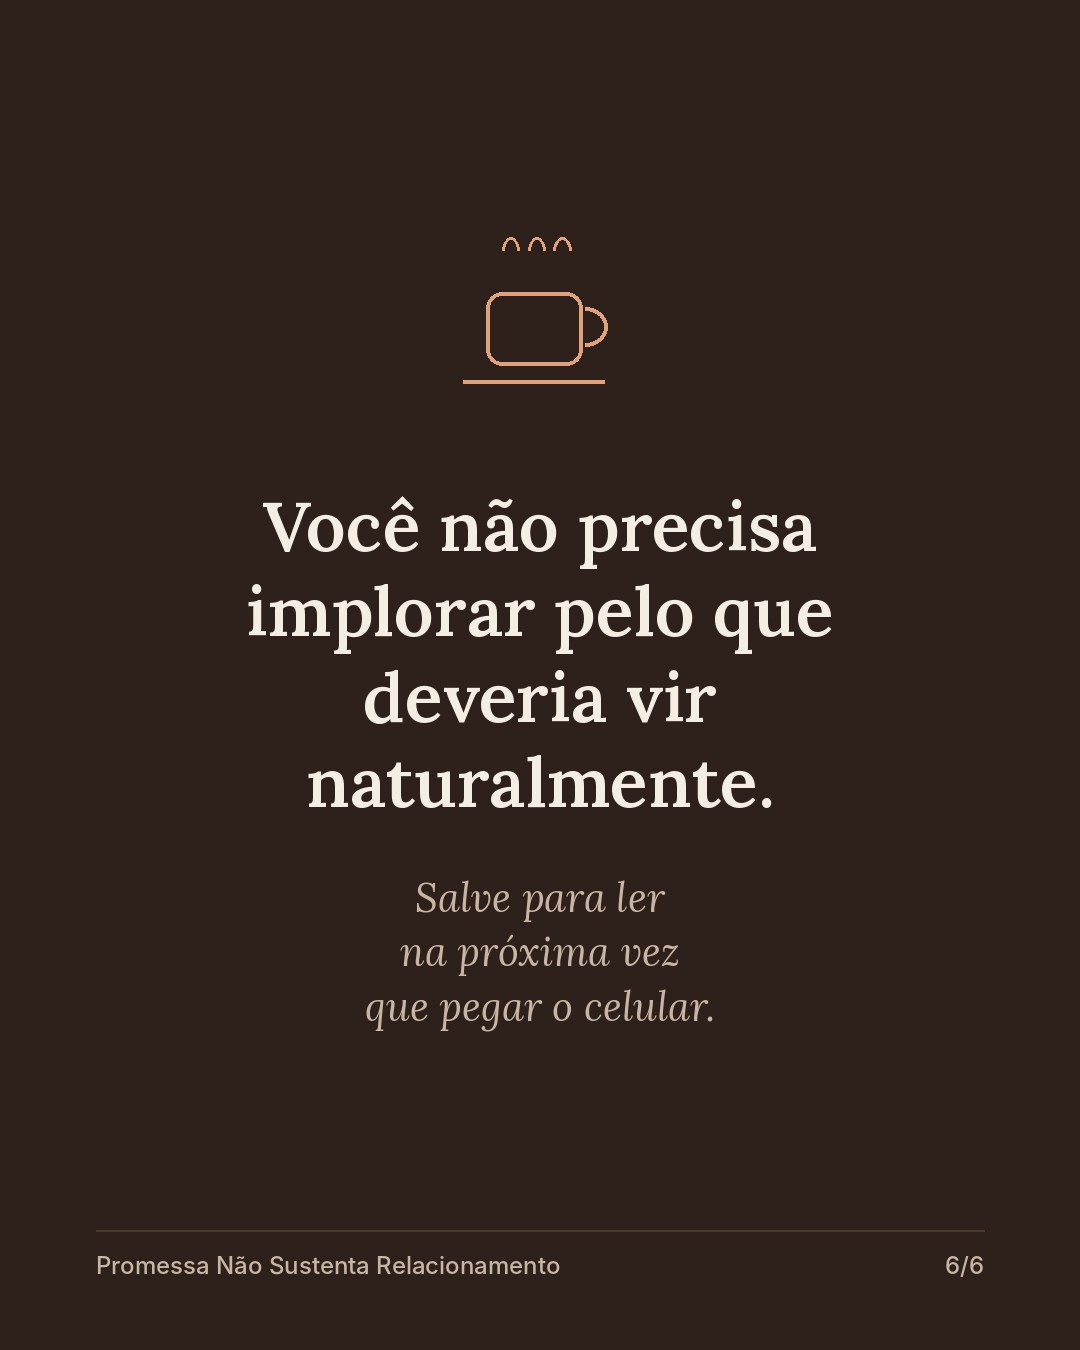 Você não precisa
implorar pelo que
deveria vir
naturalmente.
Salve para ler
na próxima vez
que pegar o celular.
Promessa Não Sustenta Relacionamento
6/6